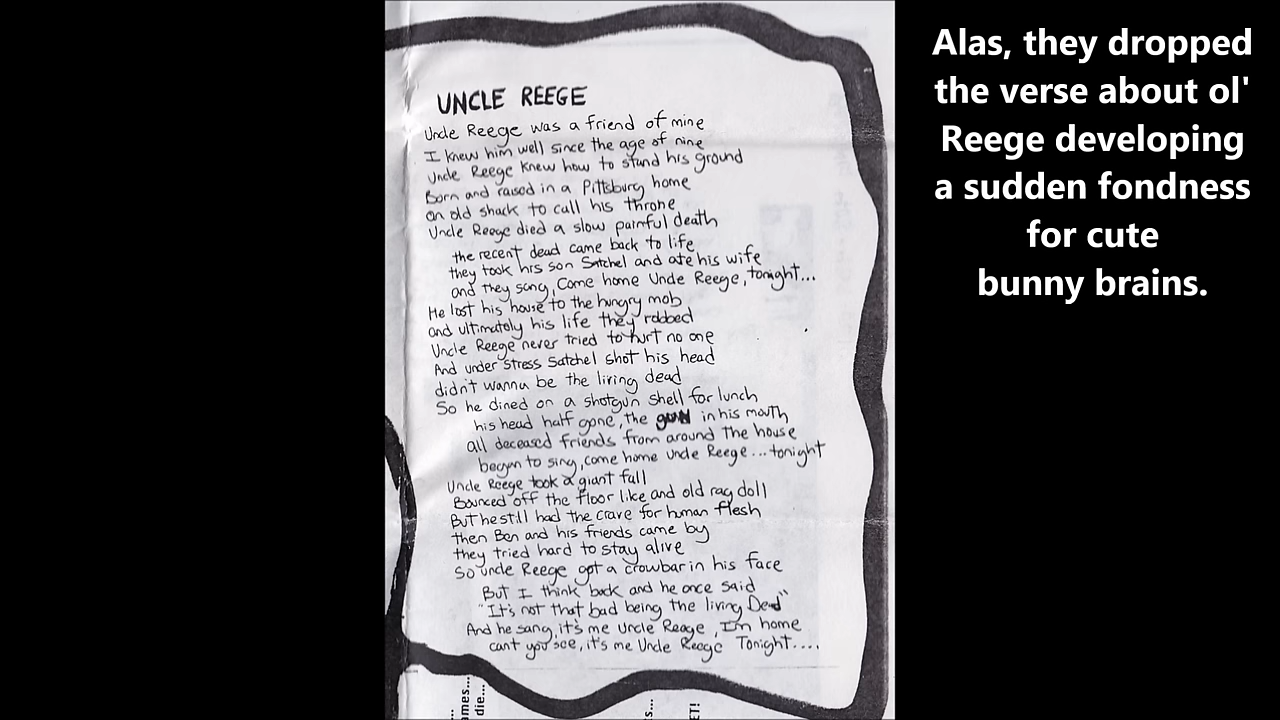 UNCLE REEGE
Uncle Reege was a friend of mine
I knew him well since the age of nine
Uncle Reege knew how to stand his ground
Born and raised in a Pittsburg home
an old shack to call his throne
Uncle Reege died a slow painful death
the recent dead came back to life
they took his son Satchel and ate his wife
and they sang, Come home Uncle Reege, tonight...
He lost his house to the hungry mob
and ultimately his life they robbed
Uncle Reege never tried to hurt no one
And under stress Satchel shot his head
didn't wanna be the living dead
So he dined on a shotgun shell for lunch
his head half gone, the gun in his mouth
all deceased friends from around the house
began to sing, come home Uncle Reege...tonight
Uncle Reege took a giant fall
Bounced off the floor like and old rag doll
But he still had the crave for human flesh
then Ben and his friends came by
they tried hard to stay alive
So uncle Reege got a crowbar in his face
But I think back and he once said
"It's not that bad being the living Dead"
And he sang, it's me Uncle Reege, I'm home
cant you see, it's me Uncle Reege Tonight....
...
ames...
die...
s...
ET!
Alas, they dropped
the verse about ol'
Reege developing
a sudden fondness
for cute
bunny brains.